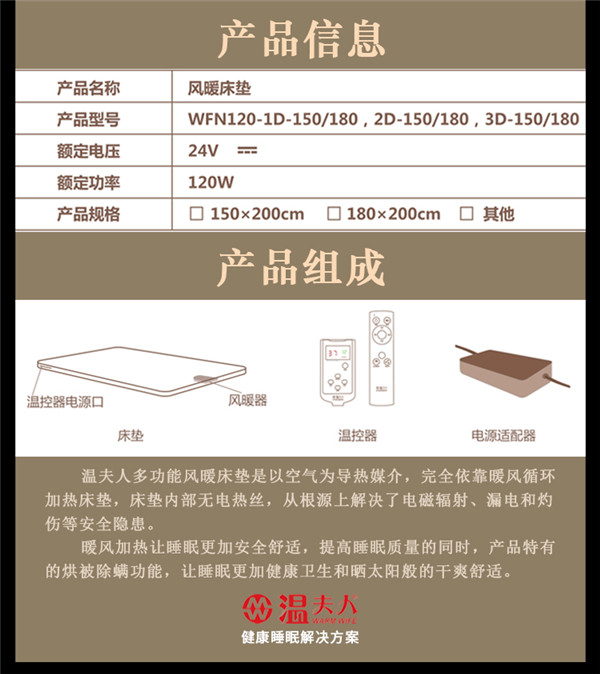 产品信息
产品名称 风暖床垫
产品型号 WFN120-1D-150/180，2D-150/180，3D-150/180
额定电压 24V
额定功率 120W
产品规格 □ 150×200cm □ 180×200cm □ 其他
产品组成
温控器电源口 风暖器
床垫 温控器 电源适配器
温夫人多功能风暖床垫是以空气为导热媒介，完全依靠暖风循环
加热床垫，床垫内部无电热丝，从根源上解决了电磁辐射、漏电和灼
伤等安全隐患。
暖风加热让睡眠更加安全舒适，提高睡眠质量的同时，产品特有
的烘被除螨功能，让睡眠更加健康卫生和晒太阳般的干爽舒适。
温夫人
健康睡眠解决方案